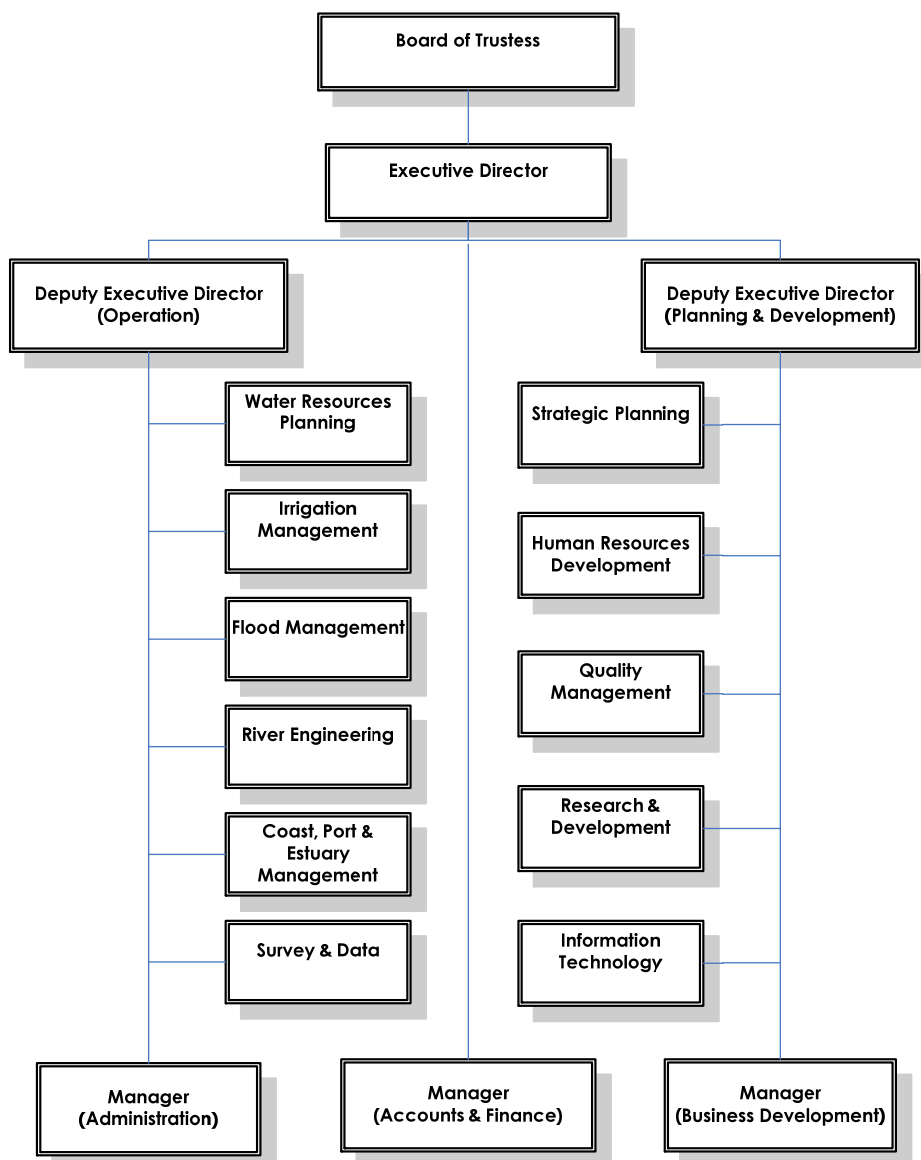 Board of Trustess
Executive Director
Deputy Executive Director
(Operation)
Deputy Executive Director
(Planning & Development)
Water Resources
Planning
Irrigation
Management
Flood Management
River Engineering
Coast, Port &
Estuary
Management
Survey & Data
Strategic Planning
Human Resources
Development
Quality
Management
Research &
Development
Information
Technology
Manager
(Administration)
Manager
(Accounts & Finance)
Manager
(Business Development)